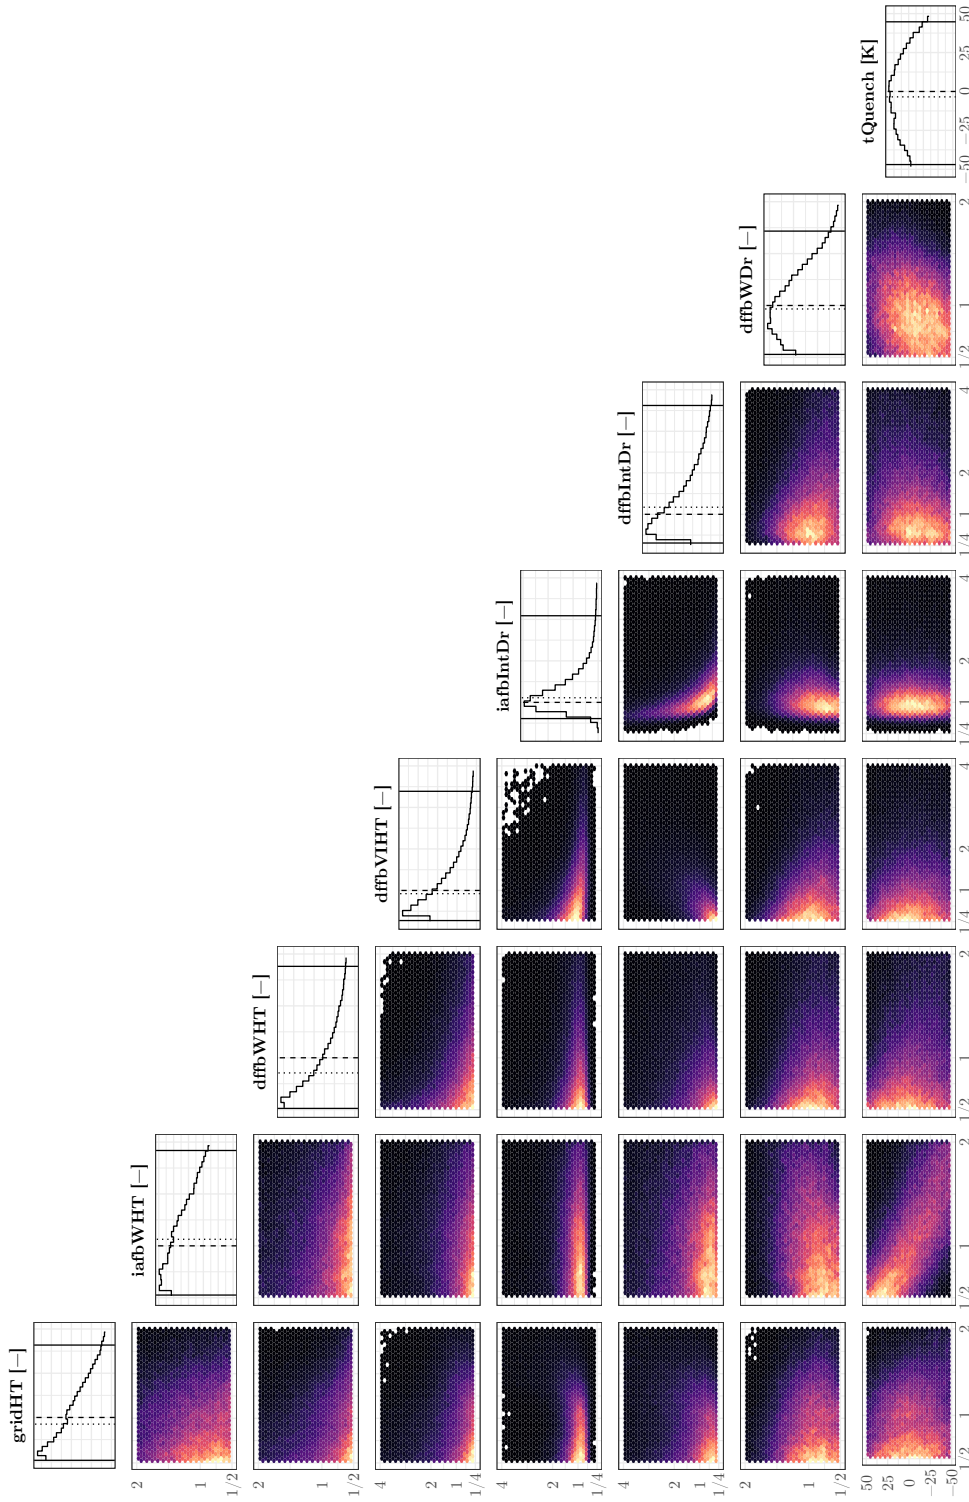 gridHT [−]
iafbWHT [−]
2
1
1/2
dffbWHT [−]
2
1
1/2
dffbVIHT [−]
4
2
1
1/4
iafbIntDr [−]
4
2
1
1/4
dffbIntDr [−]
4
2
1
1/4
dffbWDr [−]
2
1
1/2
tQuench [K]
50
25
0
−25
−50
1/2 1 2 1/2 1 2 1/2 1 2 1/4 1 2 4 1/4 1 2 4 1/4 1 2 4 1/2 1 2 −50 −25 0 25 50